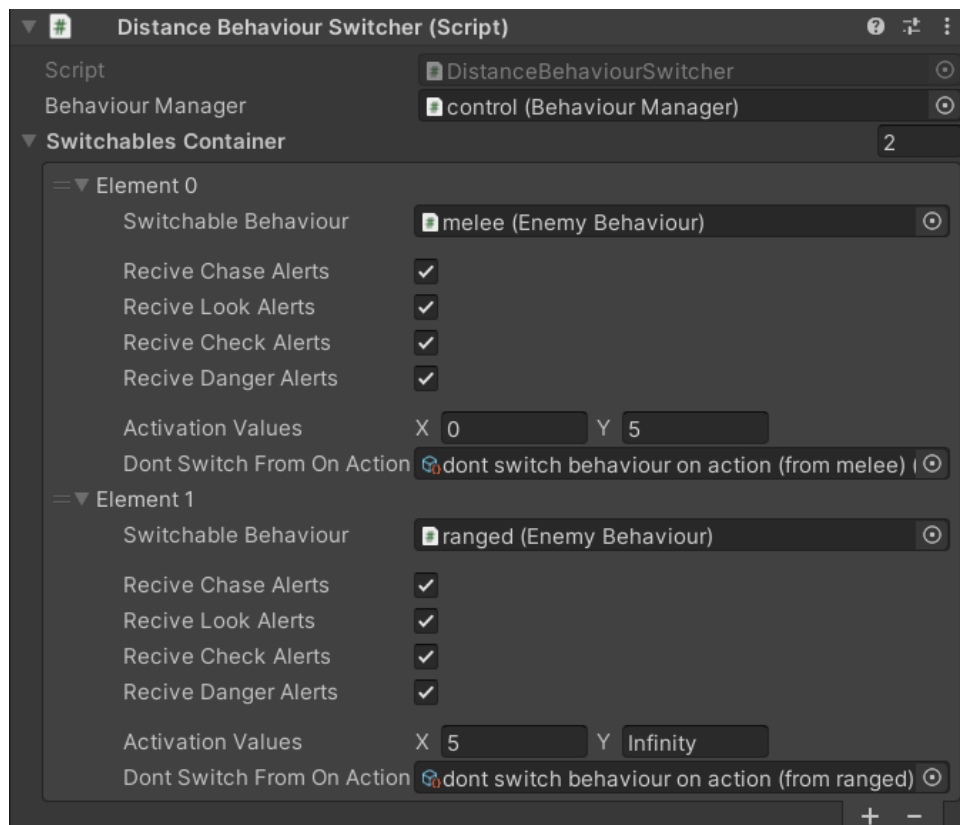 Distance Behaviour Switcher (Script)
Script DistanceBehaviourSwitcher
Behaviour Manager control (Behaviour Manager)
Switchables Container 2
Element 0
Switchable Behaviour melee (Enemy Behaviour)
Recive Chase Alerts
Recive Look Alerts
Recive Check Alerts
Recive Danger Alerts
Activation Values X 0 Y 5
Dont Switch From On Action dont switch behaviour on action (from melee) (
Element 1
Switchable Behaviour ranged (Enemy Behaviour)
Recive Chase Alerts
Recive Look Alerts
Recive Check Alerts
Recive Danger Alerts
Activation Values X 5 Y Infinity
Dont Switch From On Action dont switch behaviour on action (from ranged)
+ −